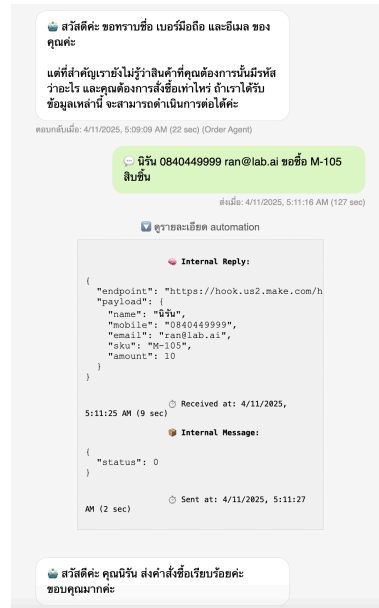 🤖 สวัสดีค่ะ ขอทราบชื่อ เบอร์มือถือ และอีเมล ของ
คุณค่ะ
แต่ที่สำคัญเรายังไม่รู้ว่าสินค้าที่คุณต้องการนั้นมีรหัส
ว่าอะไร และคุณต้องการสั่งซื้อเท่าไหร่ ถ้าเราได้รับ
ข้อมูลเหล่านี้ จะสามารถดำเนินการต่อได้ค่ะ
ตอบกลับเมื่อ: 4/11/2025, 5:09:09 AM (22 sec) (Order Agent)
💬 นิรัน 0840449999 ran@lab.ai ขอซื้อ M-105
สิบชิ้น
ส่งเมื่อ: 4/11/2025, 5:11:16 AM (127 sec)
🔽 ดูรายละเอียด automation
🧠 Internal Reply:
{
"endpoint": "https://hook.us2.make.com/h
"payload": {
"name": "นิรัน",
"mobile": "0840449999",
"email": "ran@lab.ai",
"sku": "M-105",
"amount": 10
}
}
⏱ Received at: 4/11/2025,
5:11:25 AM (9 sec)
📦 Internal Message:
{
"status": 0
}
⏱ Sent at: 4/11/2025, 5:11:27
AM (2 sec)
🤖 สวัสดีค่ะ คุณนิรัน ส่งคำสั่งซื้อเรียบร้อยค่ะ
ขอบคุณมากค่ะ